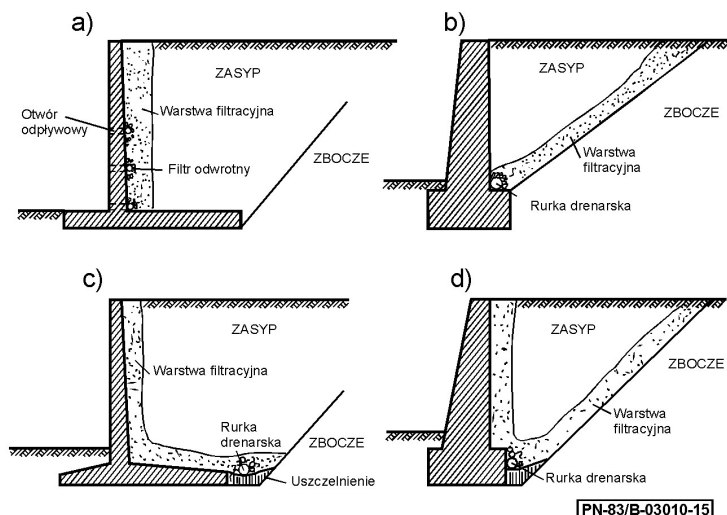 a)
ZASYP
Otwór
odpływowy
Warstwa filtracyjna
Filtr odwrotny
ZBOCZE
b)
ZASYP
ZBOCZE
Warstwa
filtracyjna
Rurka drenarska
c)
ZASYP
Warstwa filtracyjna
Rurka
drenarska
ZBOCZE
Uszczelnienie
d)
ZASYP
ZBOCZE
Warstwa
filtracyjna
Rurka drenarska
PN-83/B-03010-15